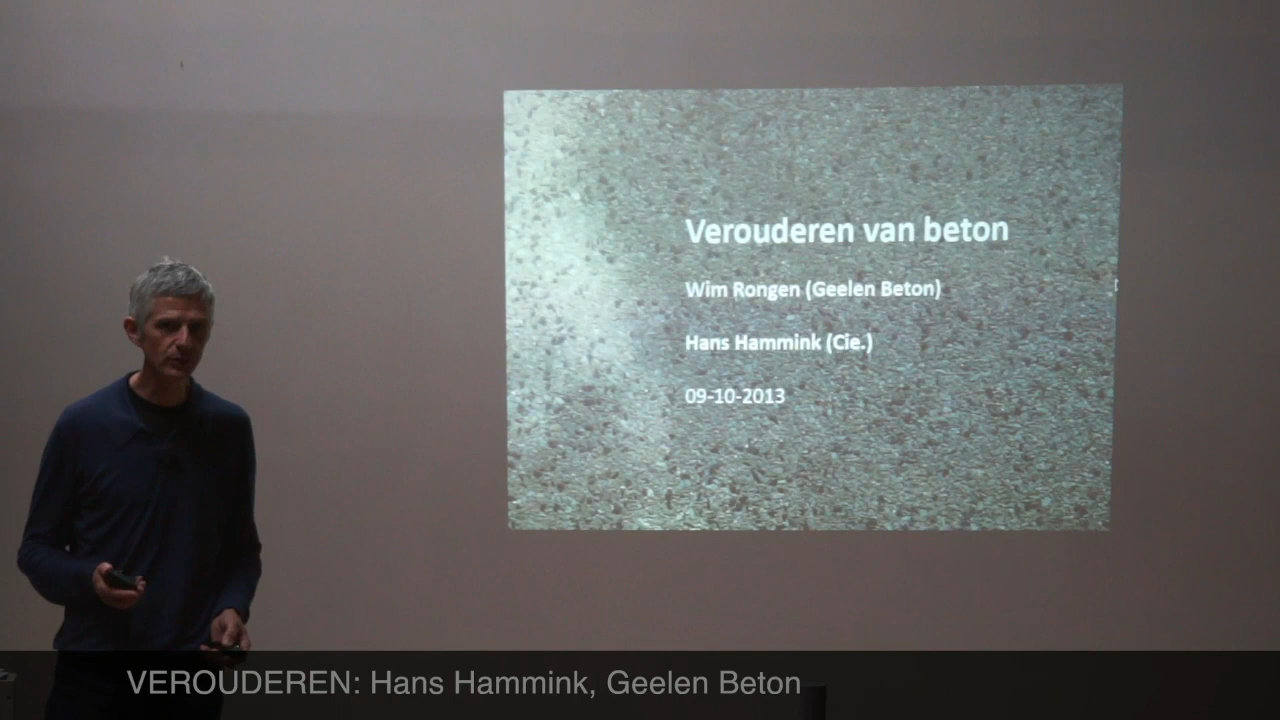 Verouderen van beton
Wim Rongen (Geelen Beton)
Hans Hammink (Cie.)
09-10-2013
VEROUDEREN: Hans Hammink, Geelen Beton